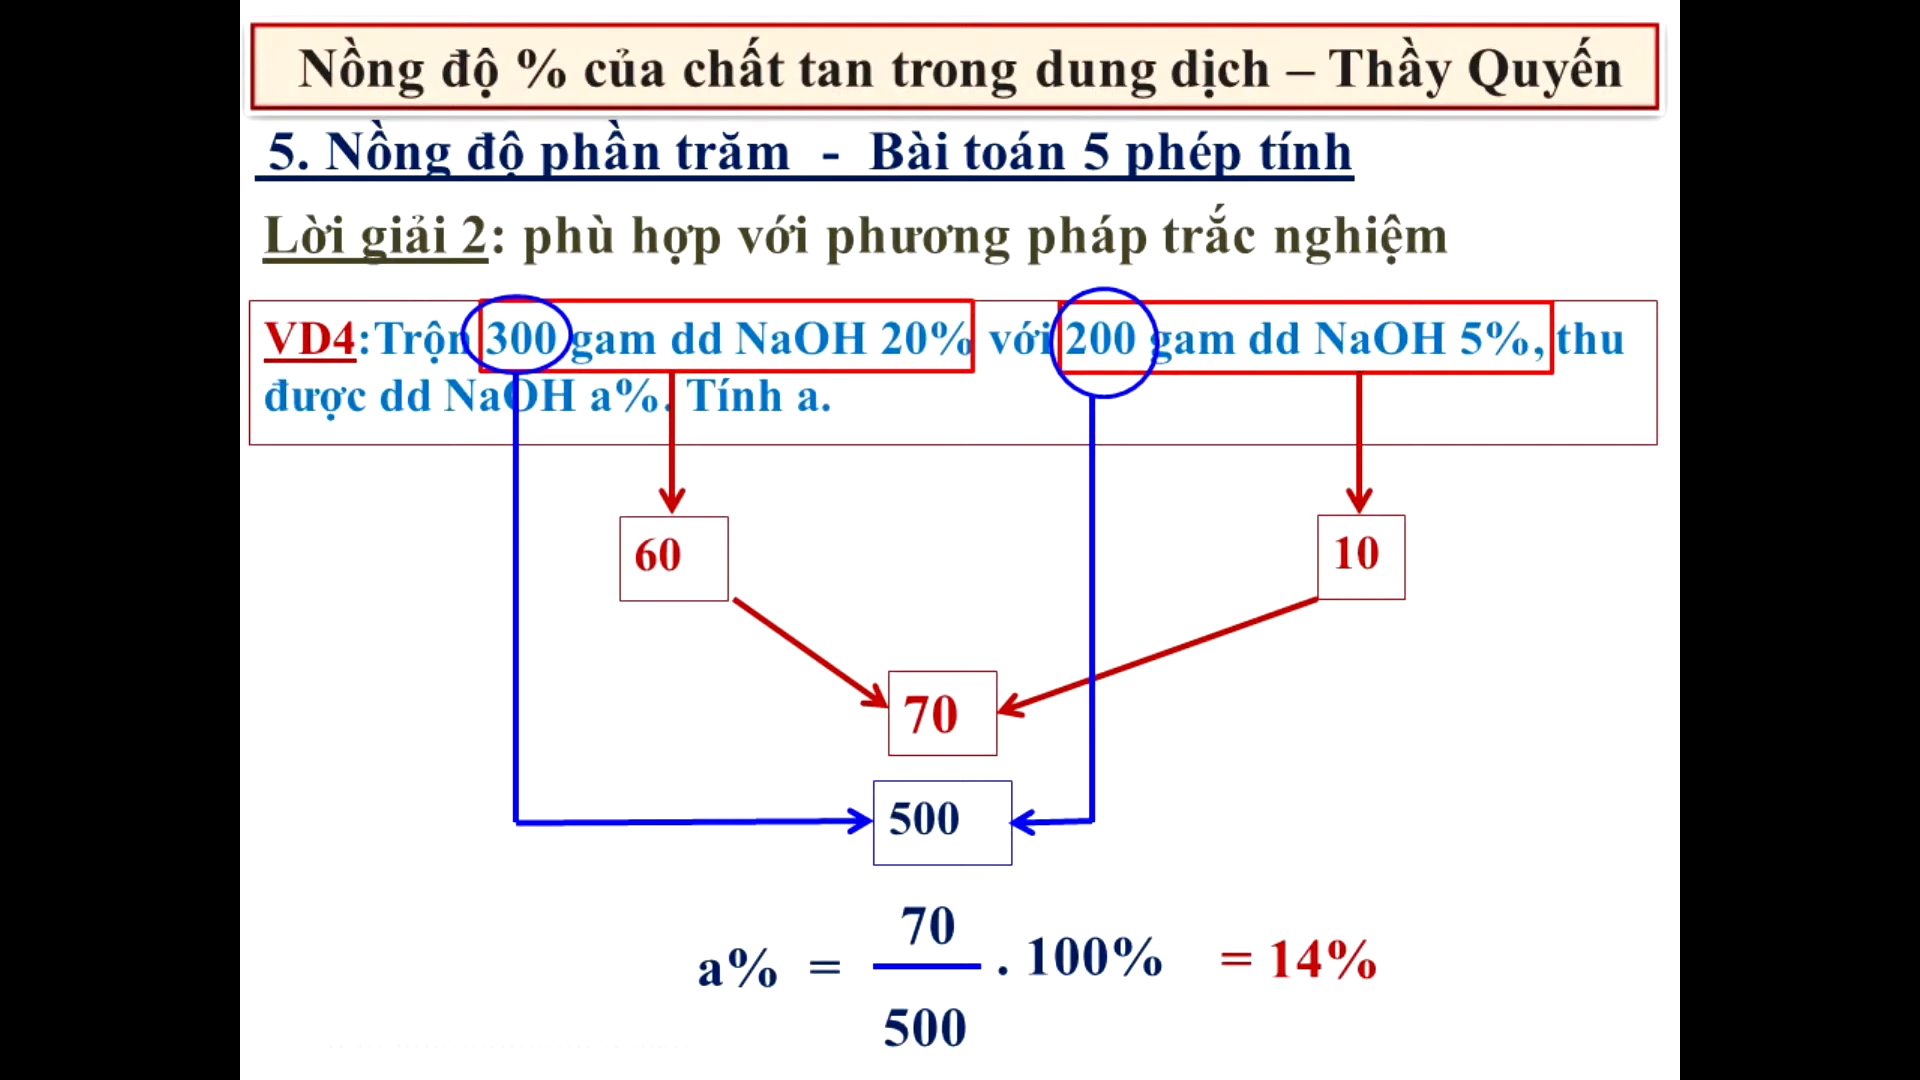 Nồng độ % của chất tan trong dung dịch – Thầy Quyến
5. Nồng độ phần trăm - Bài toán 5 phép tính
Lời giải 2: phù hợp với phương pháp trắc nghiệm
VD4:Trộn 300 gam dd NaOH 20% với 200 gam dd NaOH 5%, thu
được dd NaOH a%. Tính a.
60
10
70
500
70
a% = . 100% = 14%
500